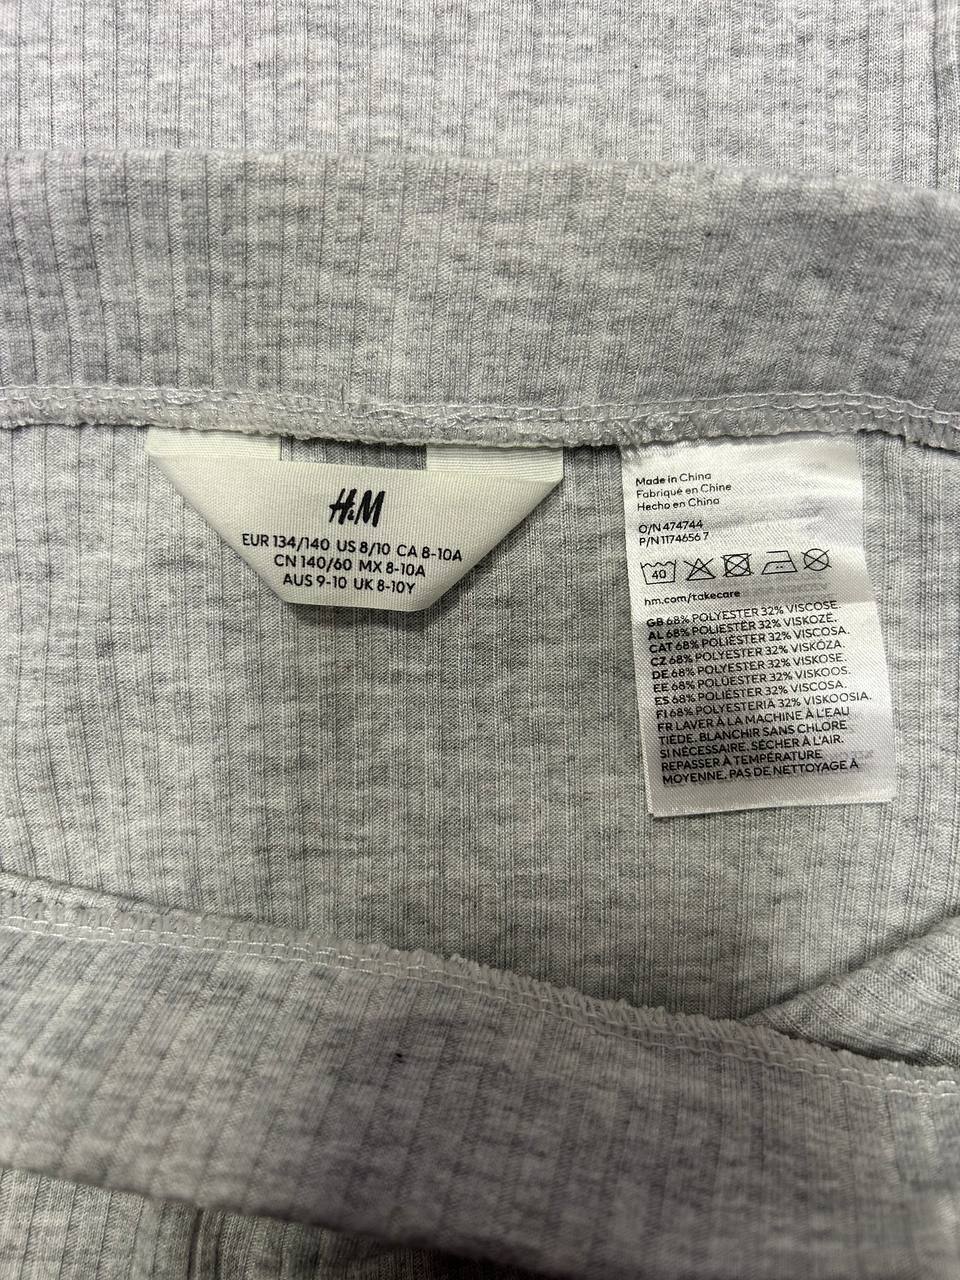 H&M
EUR 134/140 US 8/10 CA 8-10A
CN 140/60 MX 8-10A
AUS 9-10 UK 8-10Y
Made in China
Fabriqué en Chine
Hecho en China
O/N 474744
P/N 1174656 7
40
hm.com/takecare
GB 68% POLYESTER 32% VISCOSE.
AL 68% POLIESTËR 32% VISKOZË.
CAT 68% POLIÈSTER 32% VISCOSA.
CZ 68% POLYESTER 32% VISKÓZA.
DE 68% POLYESTER 32% VISKOSE.
EE 68% POLÜESTER 32% VISKOOS.
ES 68% POLIÉSTER 32% VISCOSA.
FI 68% POLYESTERIÄ 32% VISKOOSIA.
FR LAVER À LA MACHINE À L'EAU
TIÈDE. BLANCHIR SANS CHLORE
SI NÉCESSAIRE. SÉCHER À L'AIR.
REPASSER À TEMPÉRATURE
MOYENNE. PAS DE NETTOYAGE À